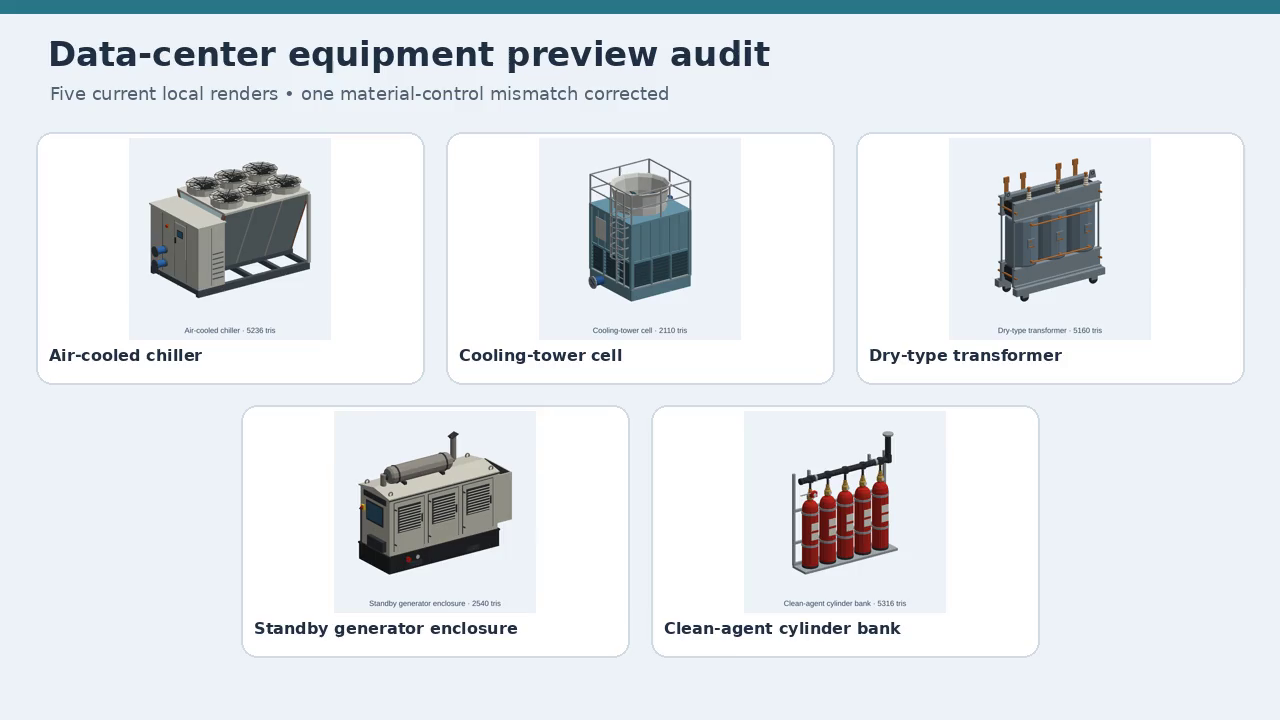 Data-center equipment preview audit
Five current local renders • one material-control mismatch corrected
Air-cooled chiller · 5236 tris
Air-cooled chiller
Cooling-tower cell · 2110 tris
Cooling-tower cell
Dry-type transformer · 5160 tris
Dry-type transformer
Standby generator enclosure · 2540 tris
Standby generator enclosure
Clean-agent cylinder bank · 5316 tris
Clean-agent cylinder bank